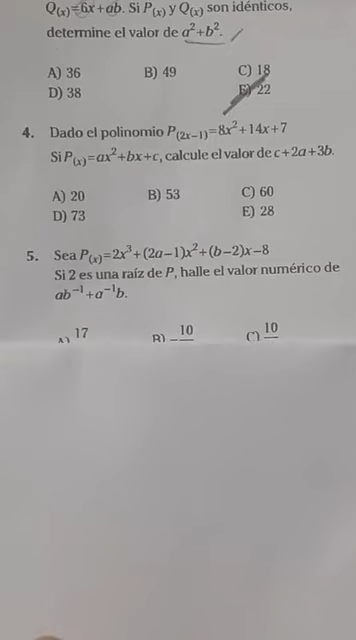 Q(x)=6x+ab. Si P(x) y Q(x) son idénticos,
determine el valor de a²+b².
A) 36 B) 49 C) 18
D) 38 E) 22
4. Dado el polinomio P(2x−1)=8x²+14x+7
Si P(x)=ax²+bx+c, calcule el valor de c+2a+3b.
A) 20 B) 53 C) 60
D) 73 E) 28
5. Sea P(x)=2x³+(2a−1)x²+(b−2)x−8
Si 2 es una raíz de P, halle el valor numérico de
ab⁻¹+a⁻¹b.
A) 17 B) −10 C) 10